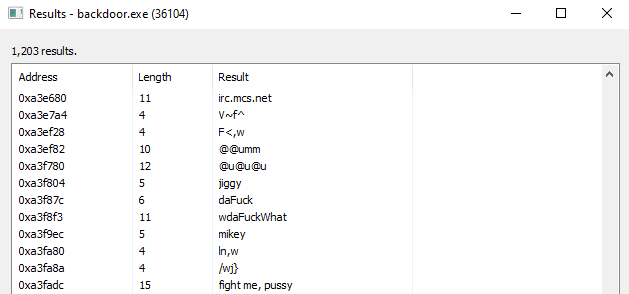 Results - backdoor.exe (36104)
1,203 results.
Address Length Result
0xa3e680 11 irc.mcs.net
0xa3e7a4 4 V~f^
0xa3ef28 4 F<,w
0xa3ef82 10 @@umm
0xa3f780 12 @u@u@u
0xa3f804 5 jiggy
0xa3f87c 6 daFuck
0xa3f8f3 11 wdaFuckWhat
0xa3f9ec 5 mikey
0xa3fa80 4 ln,w
0xa3fa8a 4 /wj}
0xa3fadc 15 fight me, pussy